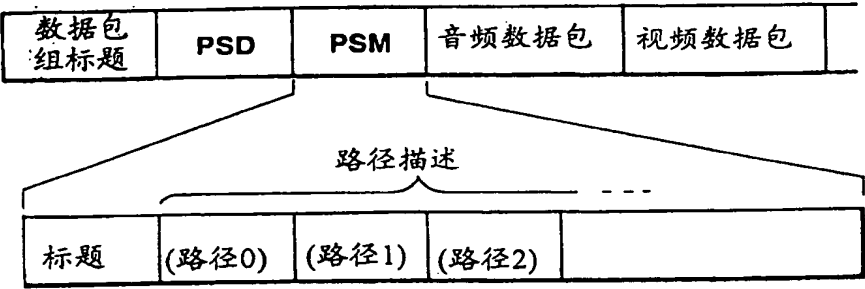 数据包
组标题
PSD
PSM
音频数据包
视频数据包
路径描述
标题
(路径0)
(路径1)
(路径2)